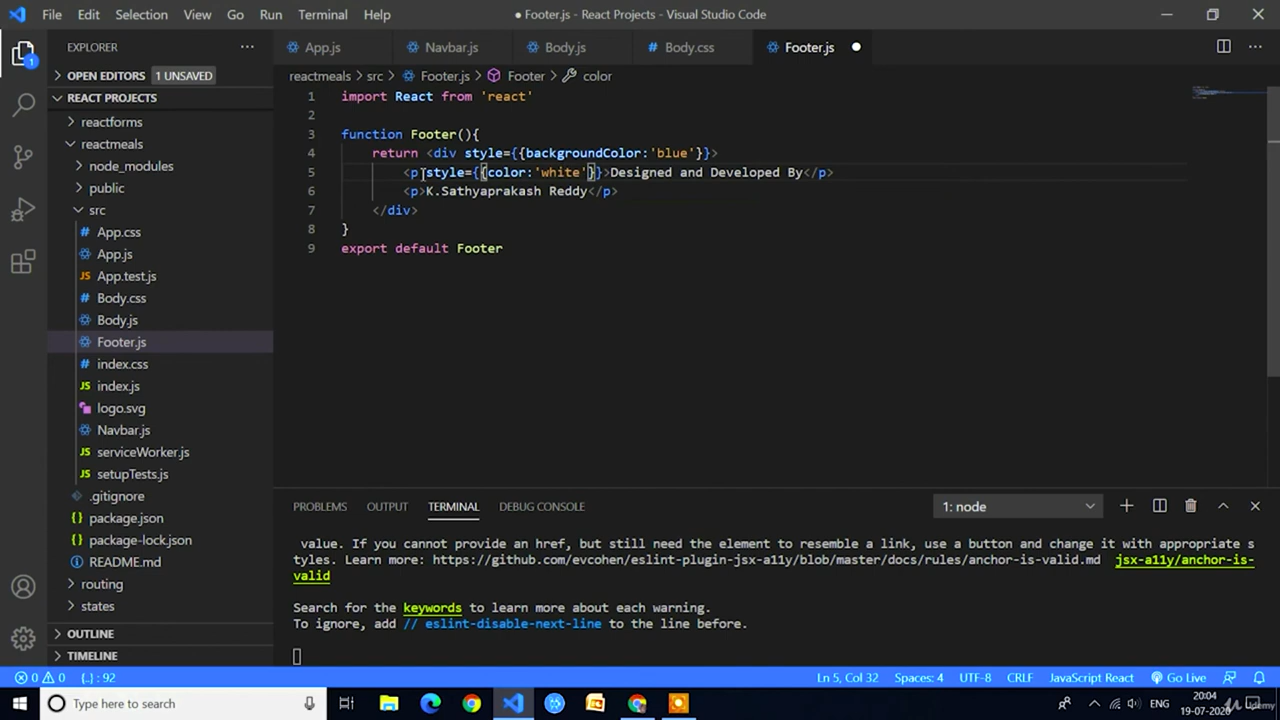 File Edit Selection View Go Run Terminal Help
● Footer.js - React Projects - Visual Studio Code
EXPLORER
App.js Navbar.js Body.js Body.css Footer.js
1
OPEN EDITORS 1 UNSAVED
reactmeals > src > Footer.js > Footer > color
REACT PROJECTS
reactforms
reactmeals
node_modules
public
src
App.css
App.js
App.test.js
Body.css
Body.js
Footer.js
index.css
index.js
logo.svg
Navbar.js
serviceWorker.js
setupTests.js
.gitignore
package.json
package-lock.json
README.md
routing
states
OUTLINE
TIMELINE
1 import React from 'react'
2
3 function Footer(){
4 return <div style={{backgroundColor:'blue'}}>
5 <p style={{color:'white'}}>Designed and Developed By</p>
6 <p>K.Sathyaprakash Reddy</p>
7 </div>
8 }
9 export default Footer
PROBLEMS OUTPUT TERMINAL DEBUG CONSOLE
1: node
value. If you cannot provide an href, but still need the element to resemble a link, use a button and change it with appropriate s
tyles. Learn more: https://github.com/evcohen/eslint-plugin-jsx-a11y/blob/master/docs/rules/anchor-is-valid.md jsx-a11y/anchor-is-
valid
Search for the keywords to learn more about each warning.
To ignore, add // eslint-disable-next-line to the line before.
0 0 {..} : 92
Ln 5, Col 32 Spaces: 4 UTF-8 CRLF JavaScript React Go Live
Type here to search
ENG
20:04
19-07-2020
Udemy